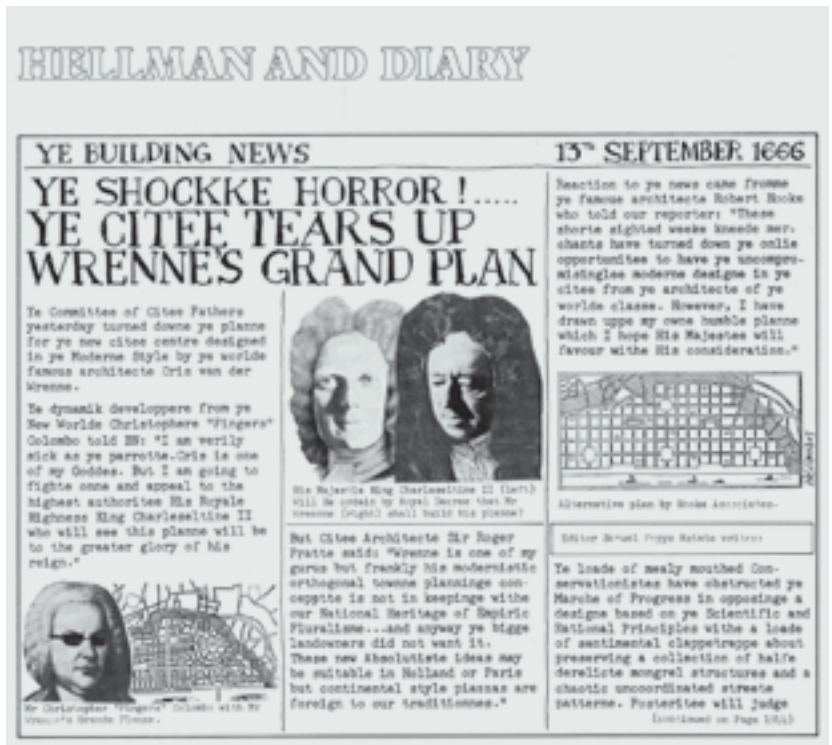 HELLMAN AND DIARY
YE BUILDING NEWS
13TH SEPTEMBER 1666
YE SHOCKKE HORROR !.....
YE CITEE TEARS UP
WRENNE'S GRAND PLAN
Ye Committee of Citee Fathers
yesterday turned downe ye planne
for ye new citee centre designed
in ye Moderne Style by ye worlde
famous architecte Cris van der
Wrenne.
Ye dynamik developpere from ye
New Worlde Christophere "Fingers"
Colombo told BN: "I am verily
sick as ye parrotte.Cris is one
of my Goddes. But I am going to
fighte onne and appeal to the
highest authoritee His Royale
Highness King Charleseltine II
who will see this planne will be
to the greater glory of his
reign."
Mr Christopher "Fingers" Colombo with Mr
Wrenne's Grande Planne.
His Majestie King Charleseltine II (left)
Will He ordain by Royal Decree that Mr
Wrenne (right) shall build his planne?
But Citee Architecte Sir Roger
Pratte said: "Wrenne is one of my
gurus but frankly his modernistic
orthogonal towne planninge con-
ceppte is not in keepinge withe
our National Heritage of Empiric
Pluralisme...and anyway ye bigge
landowners did not want it.
These new Absolutiste ideas may
be suitable in Holland or Paris
but continental style piazzas are
foreign to our traditionnes."
Reaction to ye news came fromme
ye famous architecte Robert Hooke
who told our reporter: "These
shorte sighted weake kneede mer-
chants have turned down ye onlie
opportunitee to have ye uncompro-
misinglee moderne designe in ye
citee from ye architecte of ye
worlde classe. However, I have
drawn uppe my owne humble planne
which I hope His Majestee will
favour withe His consideration."
Alternative plan by Hooke Associates.
Editor writes:
Ye loade of mealy mouthed Con-
servationistes have obstructed ye
Marche of Progress in opposinge a
designe based on ye Scientific and
Rational Principles withe a loade
of sentimental clappetrappe about
preserving a collection of halfe
derelicte mongrel structures and a
chaotic uncoordinated streete
patterne. Posteritee will judge
(continued on Page